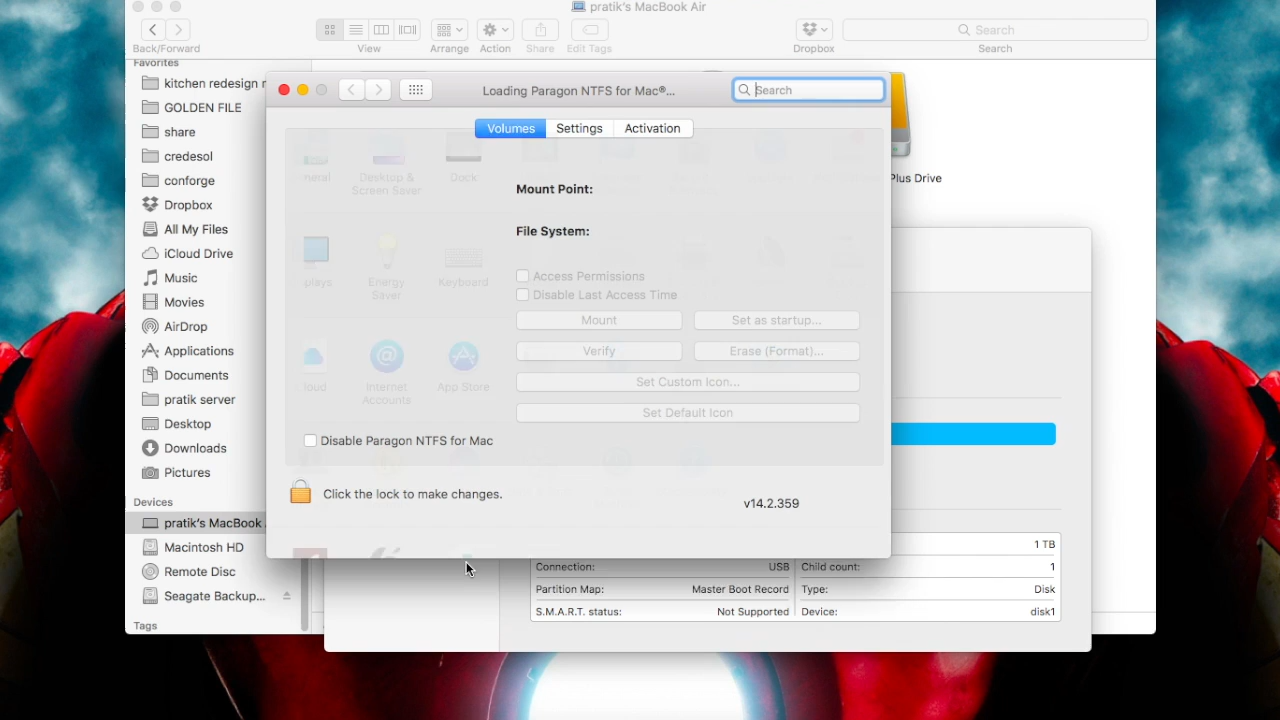 pratik's MacBook Air
Search
Back/Forward
View
Arrange
Action
Share
Edit Tags
Dropbox
Search
Favorites
kitchen redesign
GOLDEN FILE
share
credesol
conforge
Dropbox
All My Files
iCloud Drive
Music
Movies
AirDrop
Applications
Documents
pratik server
Desktop
Downloads
Pictures
Devices
pratik's MacBook
Macintosh HD
Remote Disc
Seagate Backup...
Tags
Loading Paragon NTFS for Mac®...
Search
Volumes
Settings
Activation
neral
Desktop &
Screen Saver
Dock
plays
Energy
Saver
Keyboard
loud
Internet
Accounts
App Store
Mount Point:
File System:
Access Permissions
Disable Last Access Time
Mount
Set as startup...
Verify
Erase (Format)...
Set Custom Icon...
Set Default Icon
Disable Paragon NTFS for Mac
Click the lock to make changes.
v14.2.359
Plus Drive
1 TB
Connection: USB
Child count: 1
Partition Map: Master Boot Record
Type: Disk
S.M.A.R.T. status: Not Supported
Device: disk1